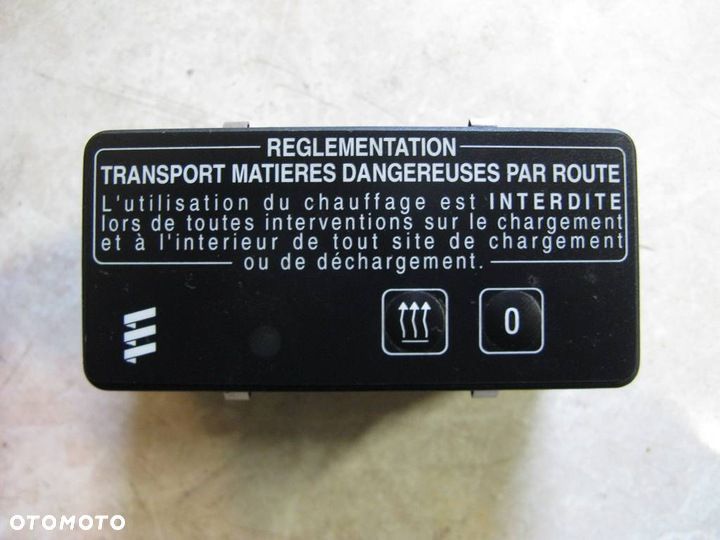 REGLEMENTATION
TRANSPORT MATIERES DANGEREUSES PAR ROUTE
L'utilisation du chauffage est INTERDITE
lors de toutes interventions sur le chargement
et à l'interieur de tout site de chargement
ou de déchargement.
0
OTOMOTO